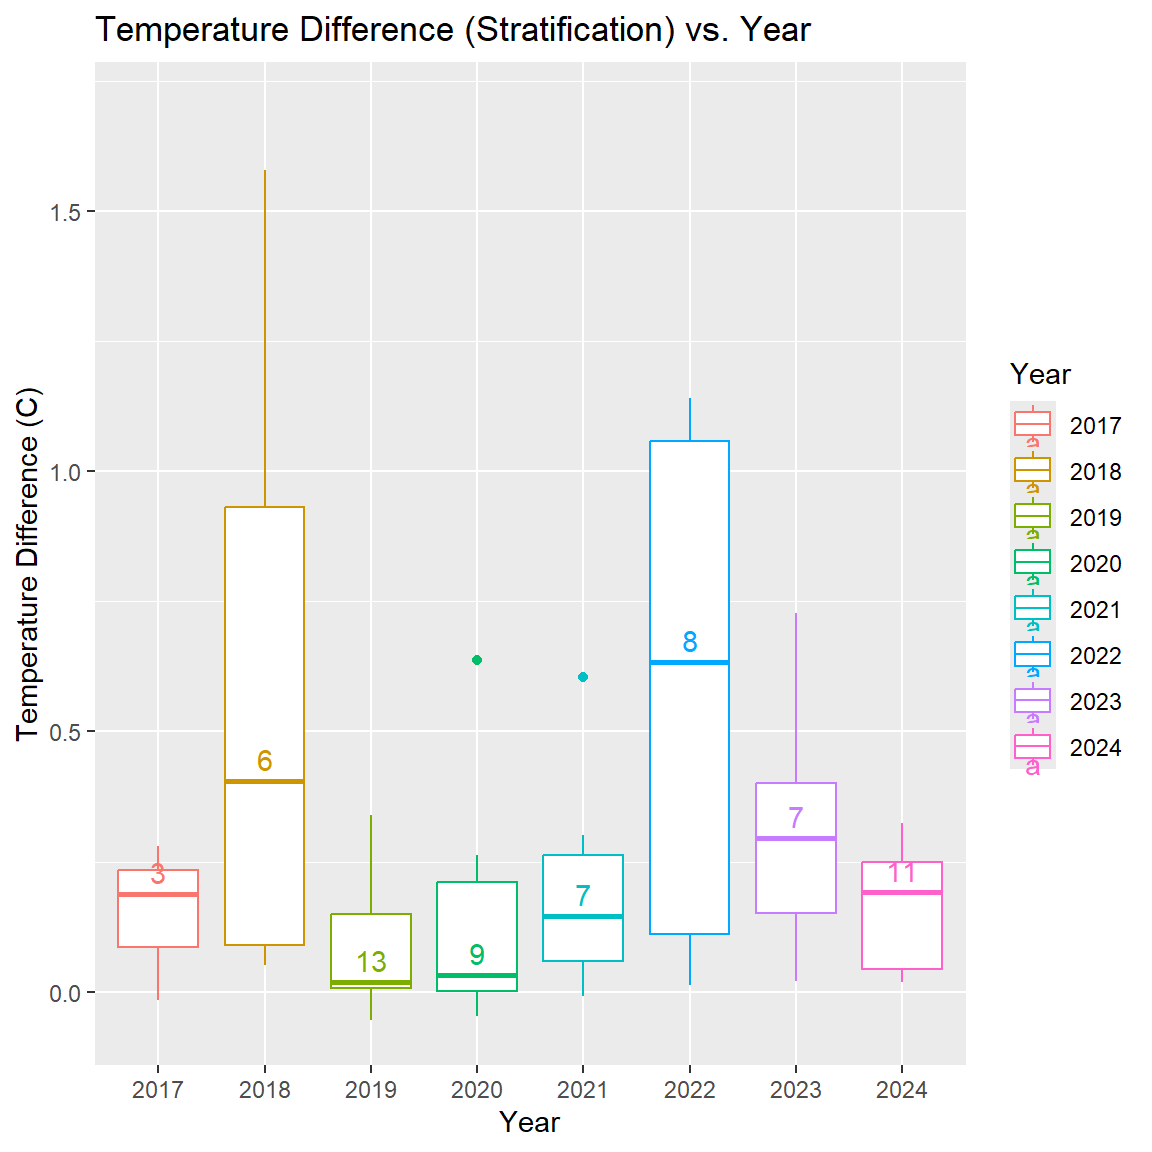 Temperature Difference (Stratification) vs. Year
Temperature Difference (C)
1.5
1.0
0.5
0.0
3
6
13
9
7
8
7
11
2017 2018 2019 2020 2021 2022 2023 2024
Year
Year
a 2017
a 2018
a 2019
a 2020
a 2021
a 2022
a 2023
a 2024